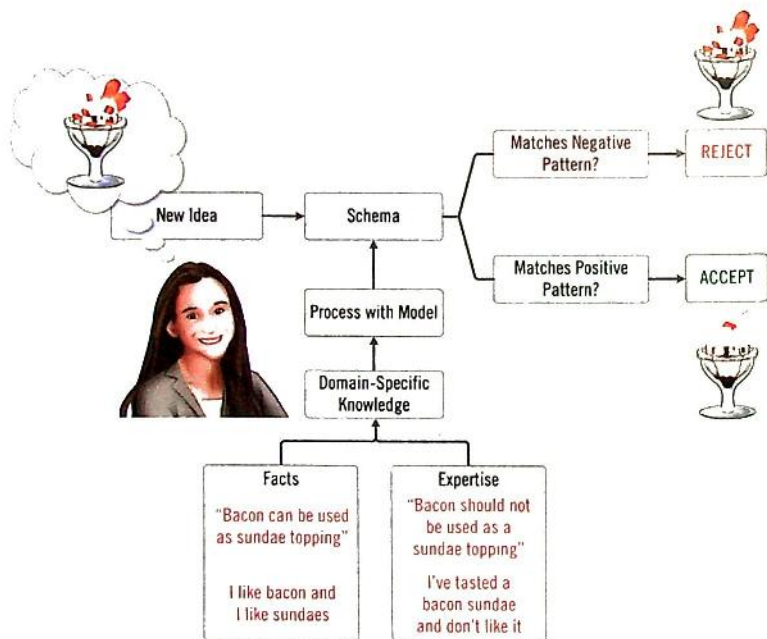 Matches Negative
Pattern?
REJECT
New Idea
Schema
Matches Positive
Pattern?
ACCEPT
Process with Model
Domain-Specific
Knowledge
Facts
"Bacon can be used
as sundae topping"
I like bacon and
I like sundaes
Expertise
"Bacon should not
be used as a
sundae topping"
I've tasted a
bacon sundae
and don't like it